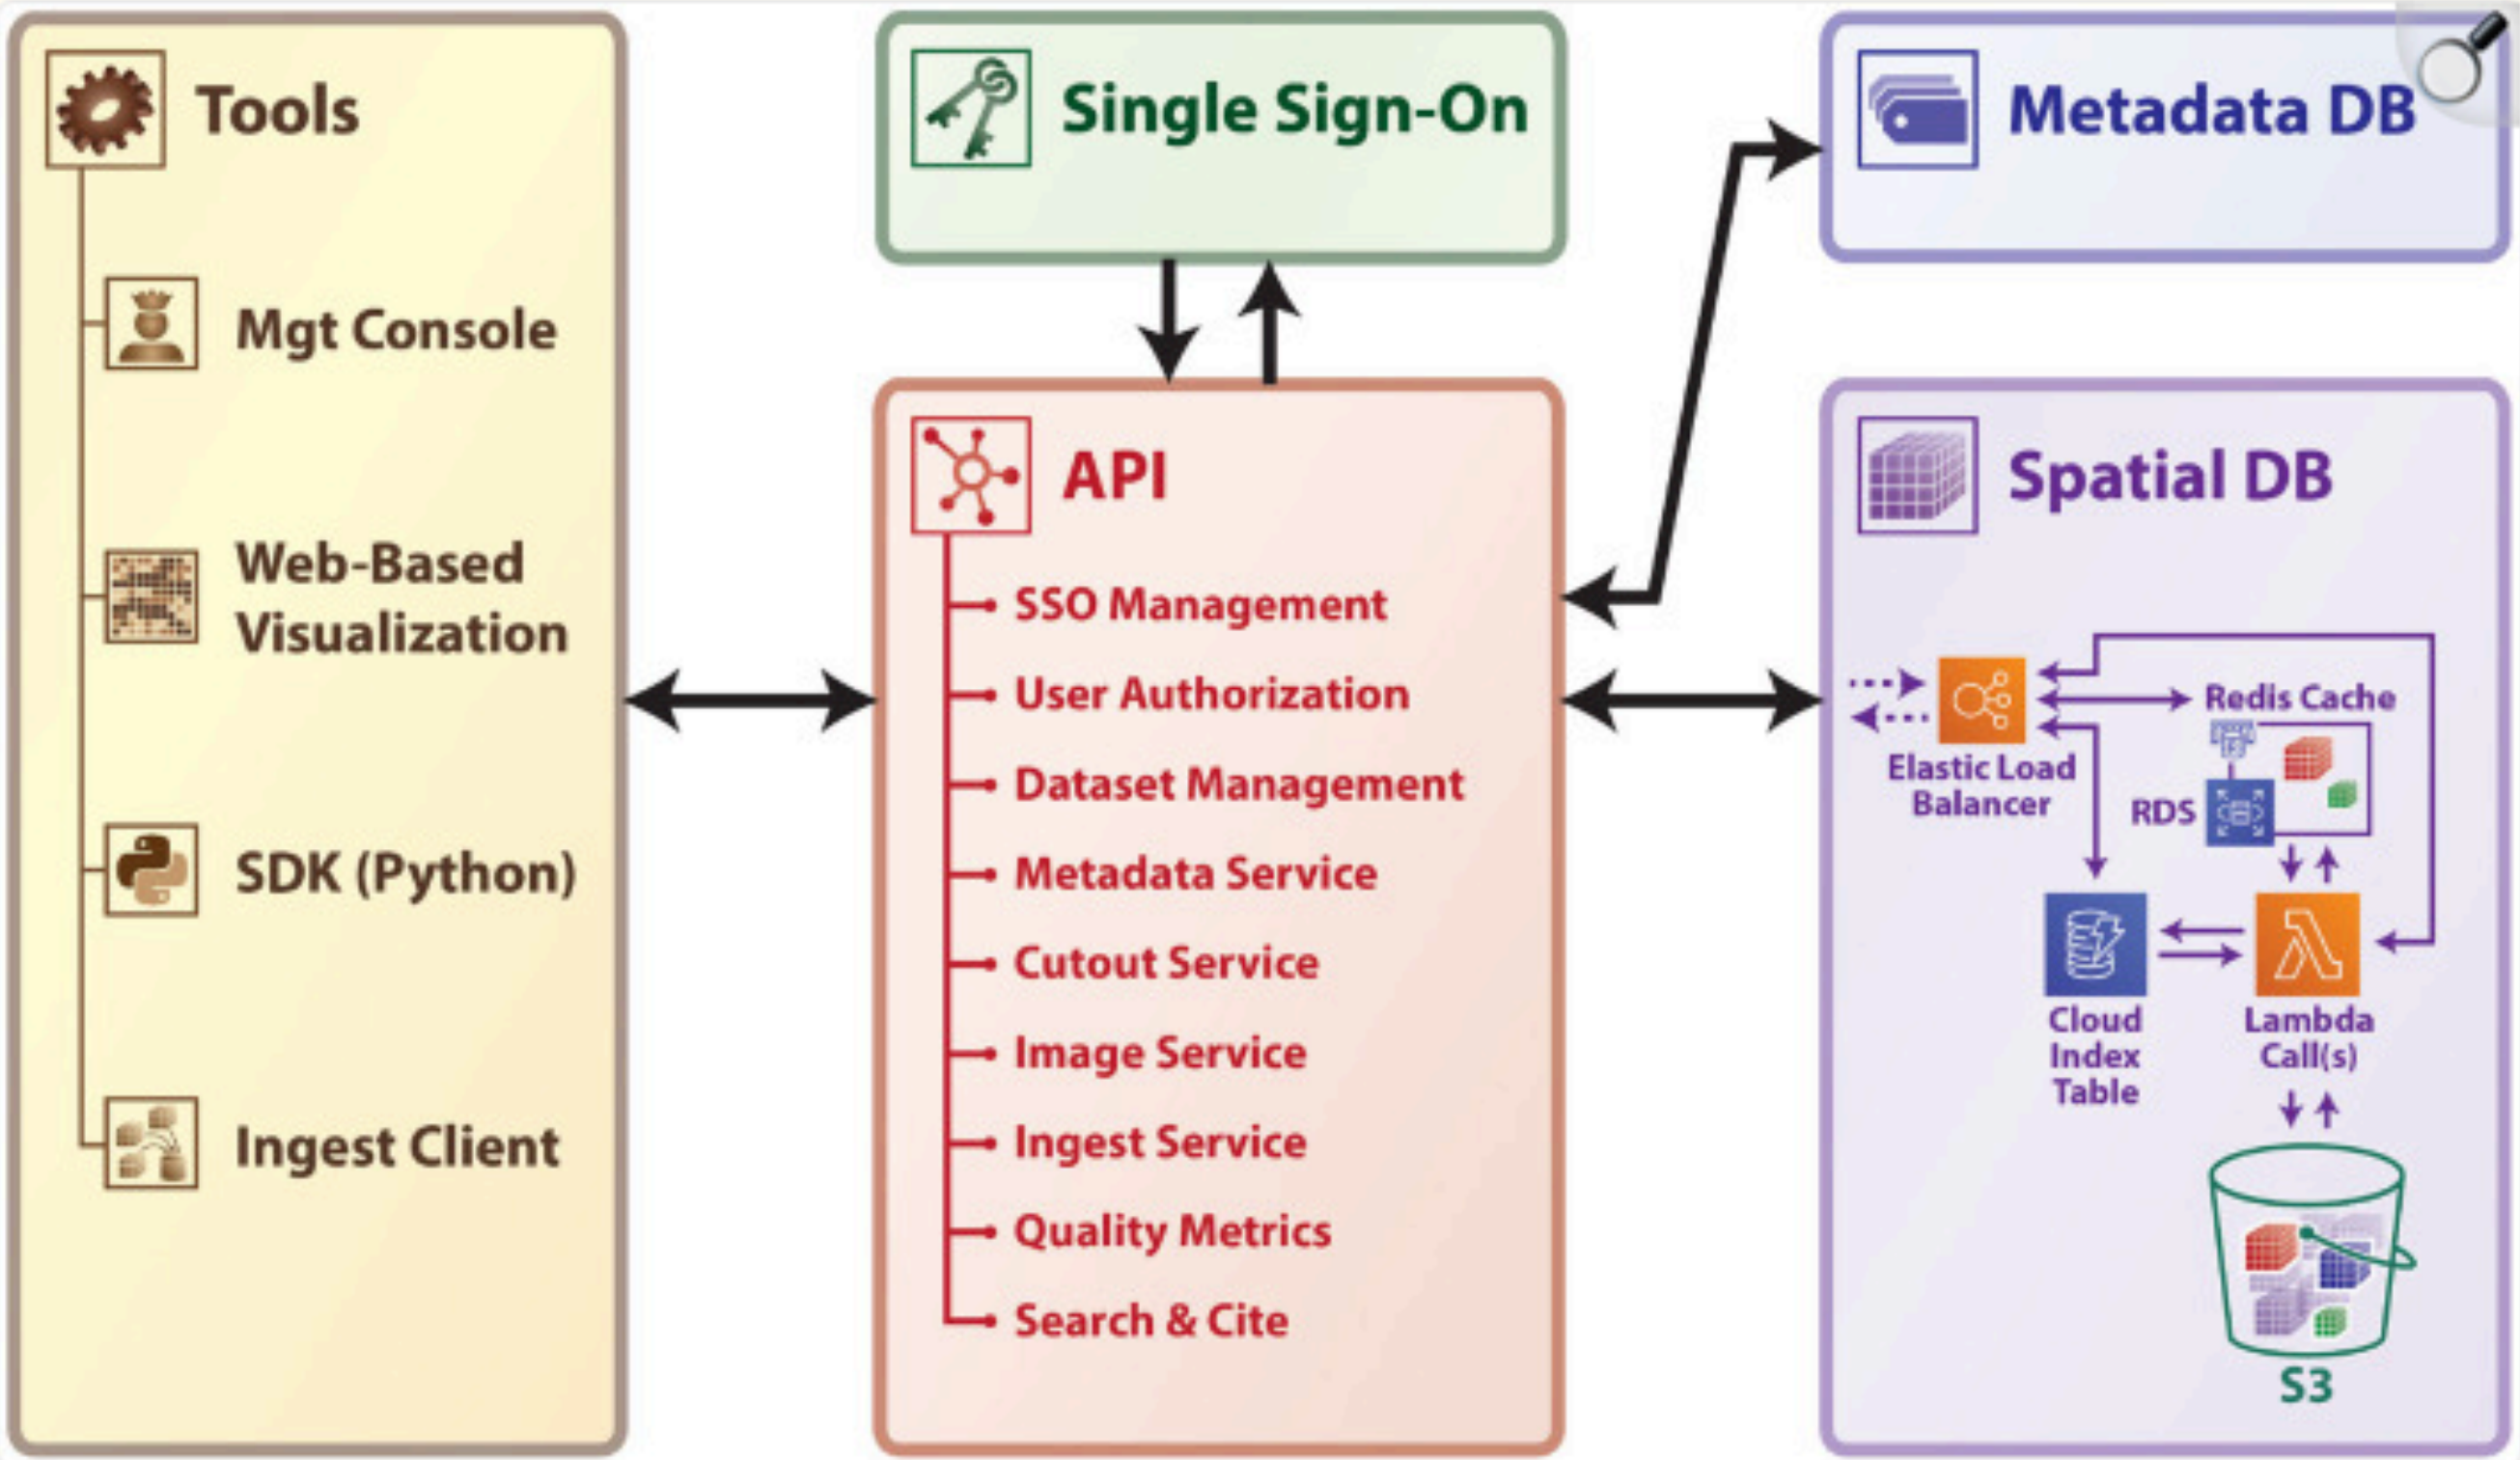 Tools
Mgt Console
Web-Based
Visualization
SDK (Python)
Ingest Client
Single Sign-On
API
SSO Management
User Authorization
Dataset Management
Metadata Service
Cutout Service
Image Service
Ingest Service
Quality Metrics
Search & Cite
Metadata DB
Spatial DB
Redis Cache
Elastic Load
Balancer
RDS
Cloud
Index
Table
Lambda
Call(s)
S3